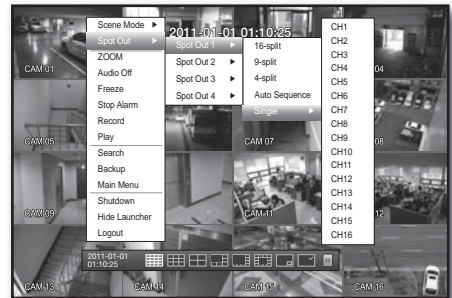 2011-01-01 01:10:25
Scene Mode
Spot Out
ZOOM
Audio Off
Freeze
Stop Alarm
Record
Play
Search
Backup
Main Menu
Shutdown
Hide Launcher
Logout
Spot Out 1
Spot Out 2
Spot Out 3
Spot Out 4
16-split
9-split
4-split
Auto Sequence
Single
CH1
CH2
CH3
CH4
CH5
CH6
CH7
CH8
CH9
CH10
CH11
CH12
CH13
CH14
CH15
CH16
CAM 01
04
CAM 05
CAM 07
08
CAM 09
CAM 11
12
2011-01-01
01:10:25
CAM 13
CAM 14
CAM 15
CAM 16